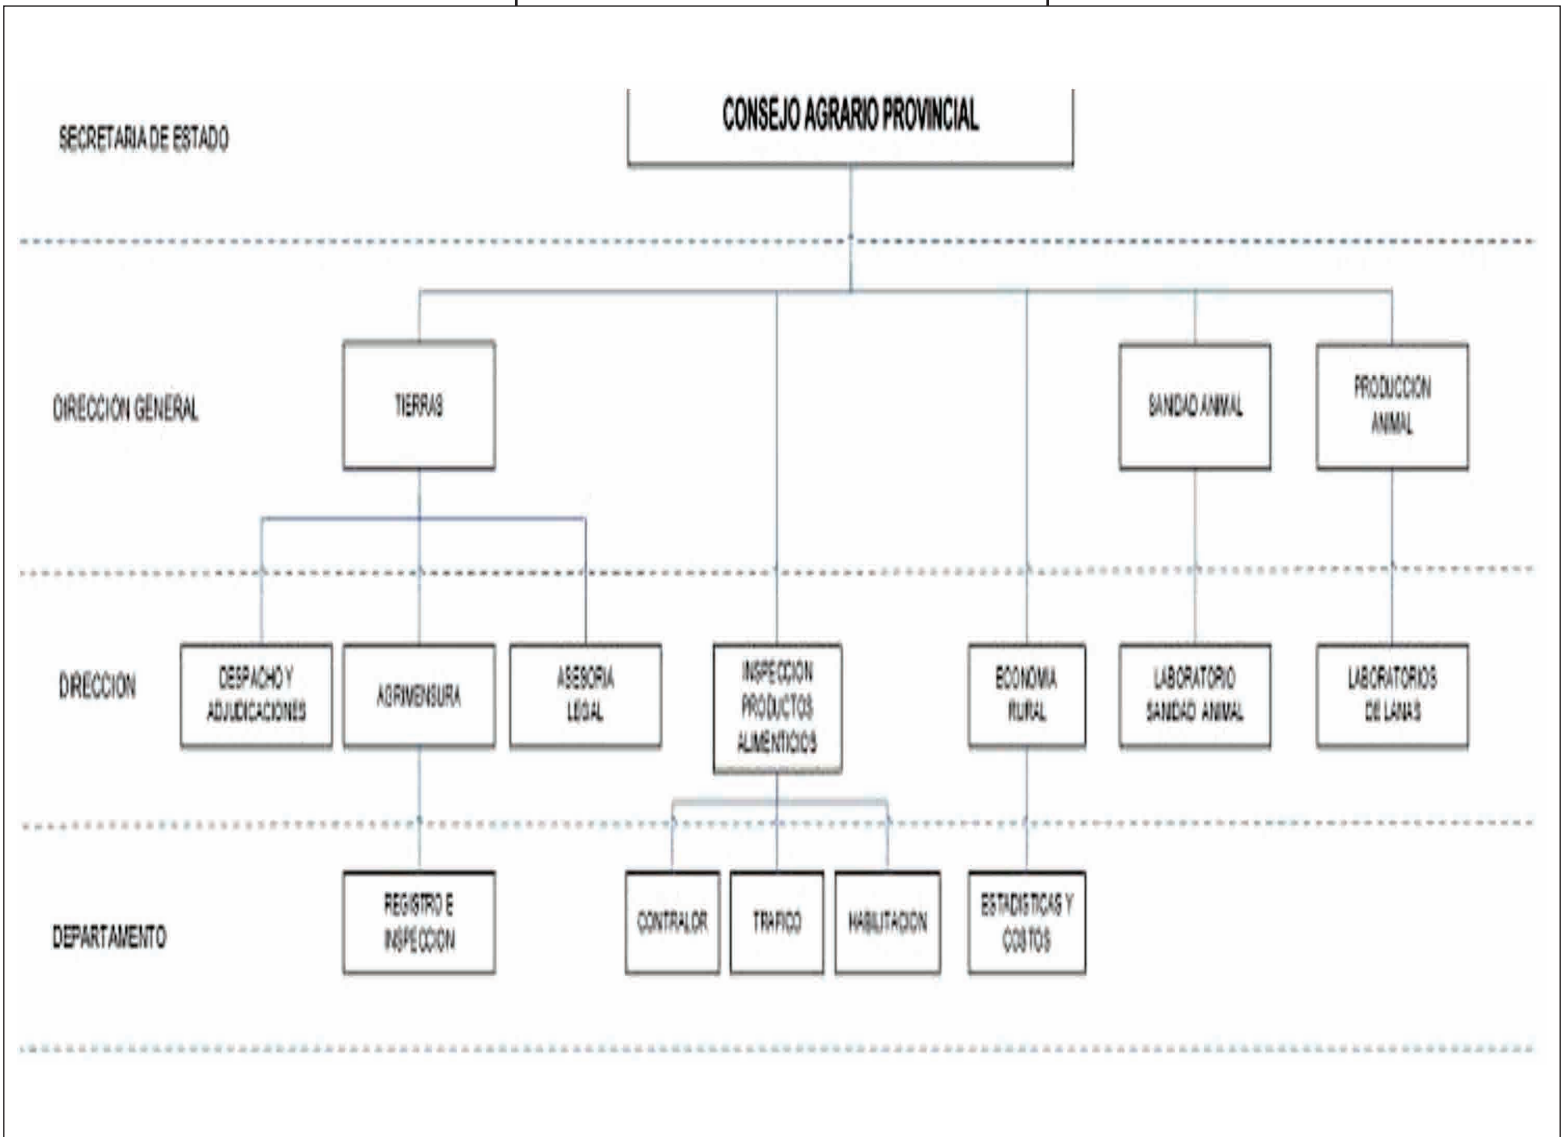 CONSEJO AGRARIO PROVINCIAL
SECRETARIA DE ESTADO
DIRECCION GENERAL
TIERRAS
SANIDAD ANIMAL
PRODUCCION
ANIMAL
DIRECCION
DESPACHO Y
ADJUDICACIONES
AGRIMENSURA
ASESORIA
LEGAL
INSPECCION
PRODUCTOS
ALIMENTICIOS
ECONOMIA
RURAL
LABORATORIO
SANIDAD ANIMAL
LABORATORIOS
DE LANAS
DEPARTAMENTO
REGISTRO E
INSPECCION
CONTRALOR
TRAFICO
HABILITACION
ESTADISTICAS Y
COSTOS